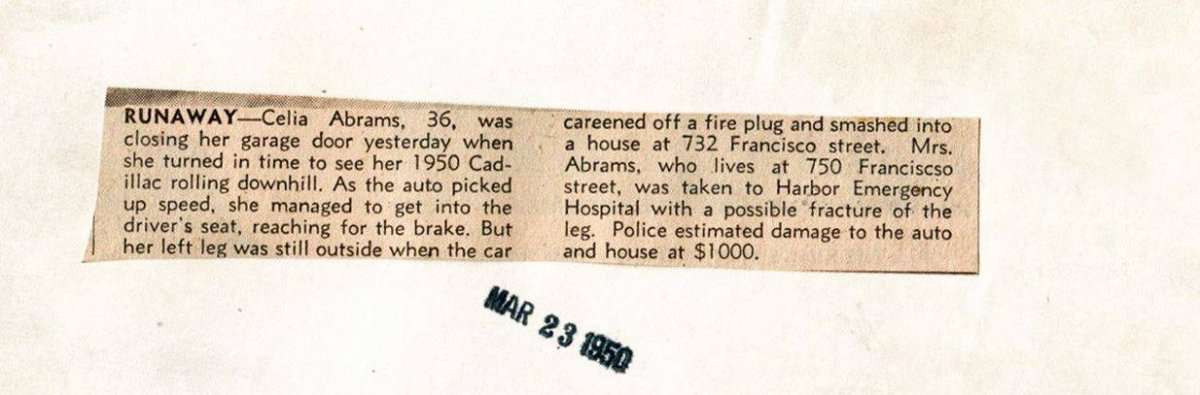 RUNAWAY—Celia Abrams, 36, was
closing her garage door yesterday when
she turned in time to see her 1950 Cad-
illac rolling downhill. As the auto picked
up speed, she managed to get into the
driver's seat, reaching for the brake. But
her left leg was still outside when the car
careened off a fire plug and smashed into
a house at 732 Francisco street. Mrs.
Abrams, who lives at 750 Franciscso
street, was taken to Harbor Emergency
Hospital with a possible fracture of the
leg. Police estimated damage to the auto
and house at $1000.
MAR 23 1950